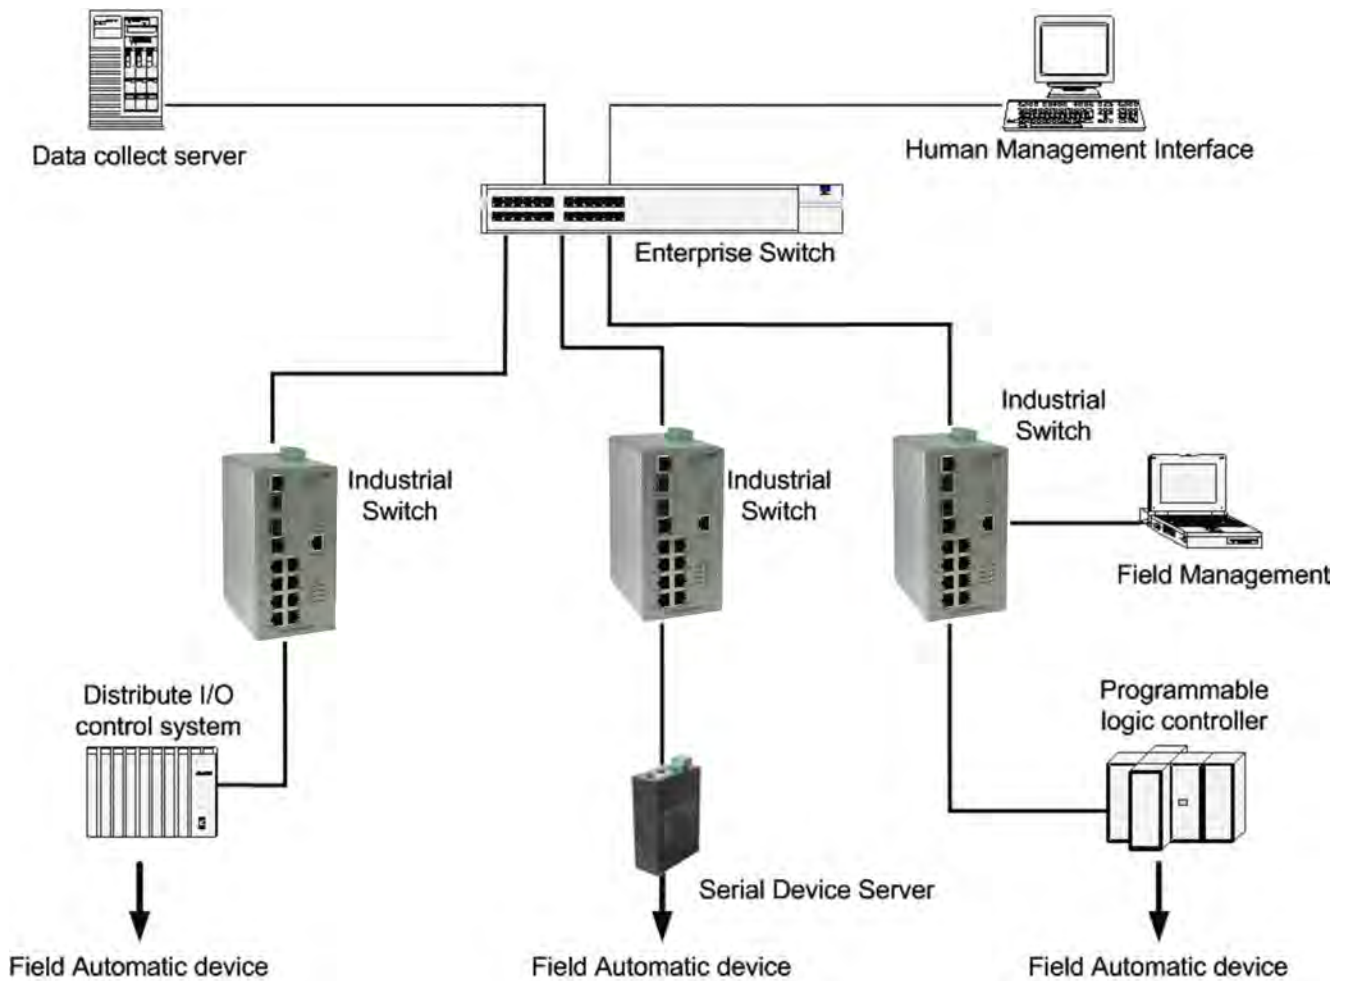 Data collect server
Human Management Interface
Enterprise Switch
Industrial
Switch
Industrial
Switch
Industrial
Switch
Field Management
Distribute I/O
control system
Programmable
logic controller
Serial Device Server
Field Automatic device
Field Automatic device
Field Automatic device